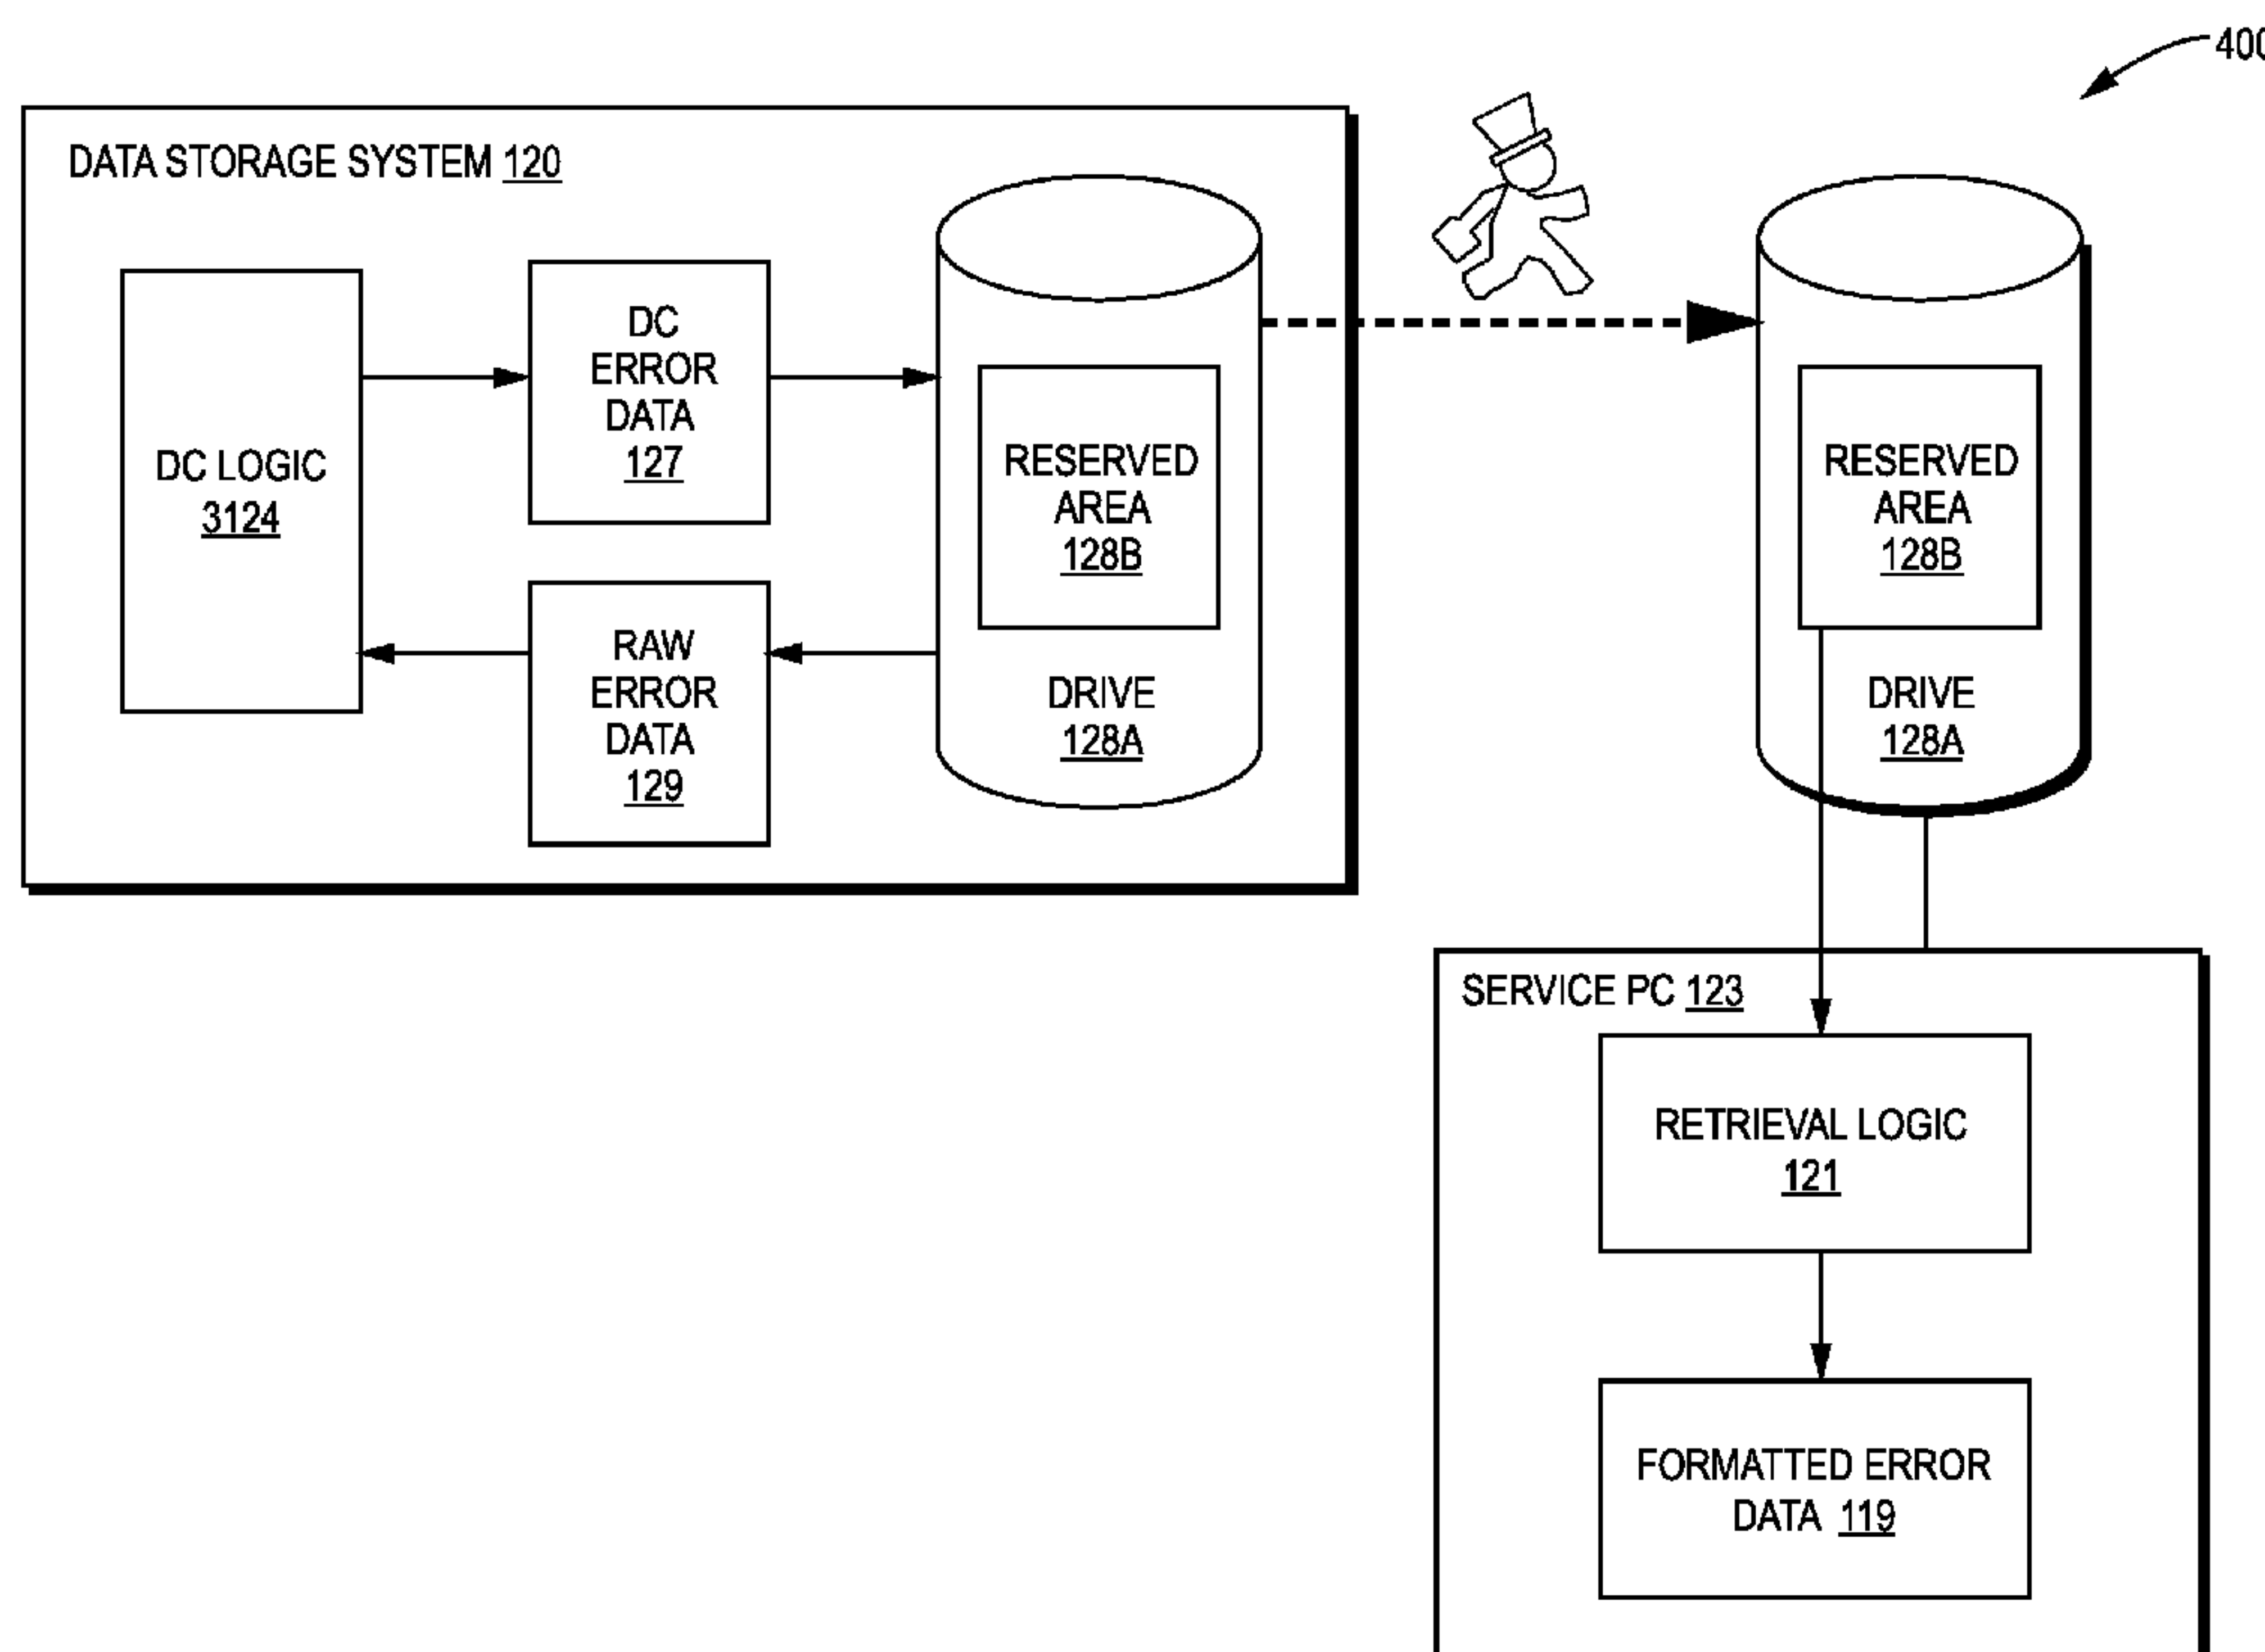 400
DATA STORAGE SYSTEM 120
DC LOGIC
3124
DC
ERROR
DATA
127
RAW
ERROR
DATA
129
RESERVED
AREA
128B
DRIVE
128A
RESERVED
AREA
128B
DRIVE
128A
SERVICE PC 123
RETRIEVAL LOGIC
121
FORMATTED ERROR
DATA 119